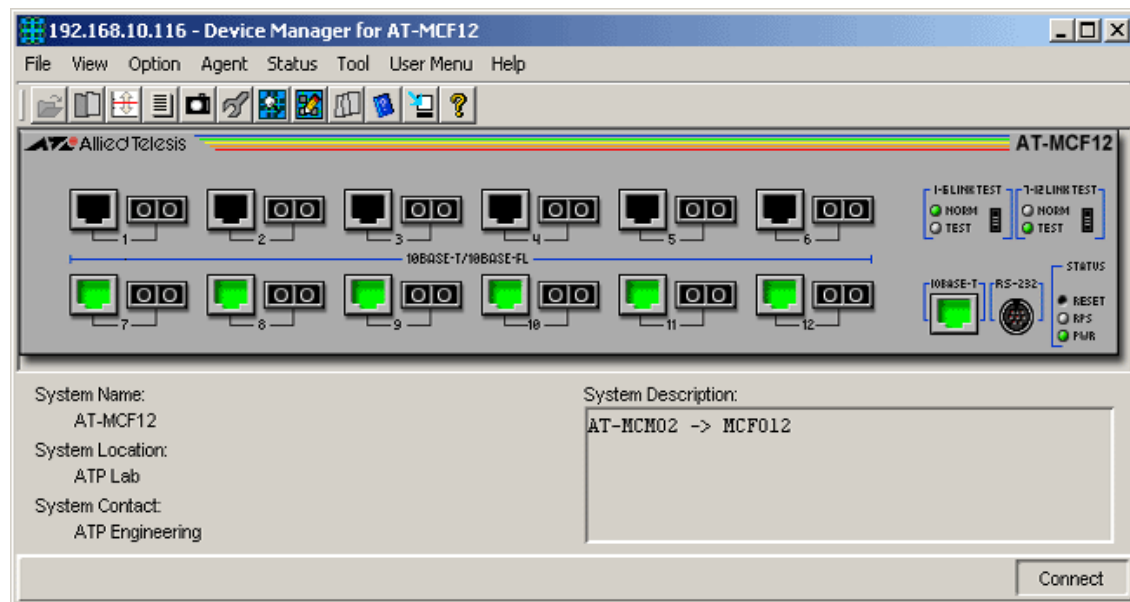 192.168.10.116 - Device Manager for AT-MCF12
File View Option Agent Status Tool User Menu Help
Allied Telesis AT-MCF12
1-6 LINK TEST 7-12 LINK TEST
NORM NORM
TEST TEST
1 2 3 4 5 6
10BASE-T/10BASE-FL
STATUS
10BASE-T RS-232
RESET
RPS
PWR
7 8 9 10 11 12
System Name:
AT-MCF12
System Location:
ATP Lab
System Contact:
ATP Engineering
System Description:
AT-MCM02 -> MCFO12
Connect